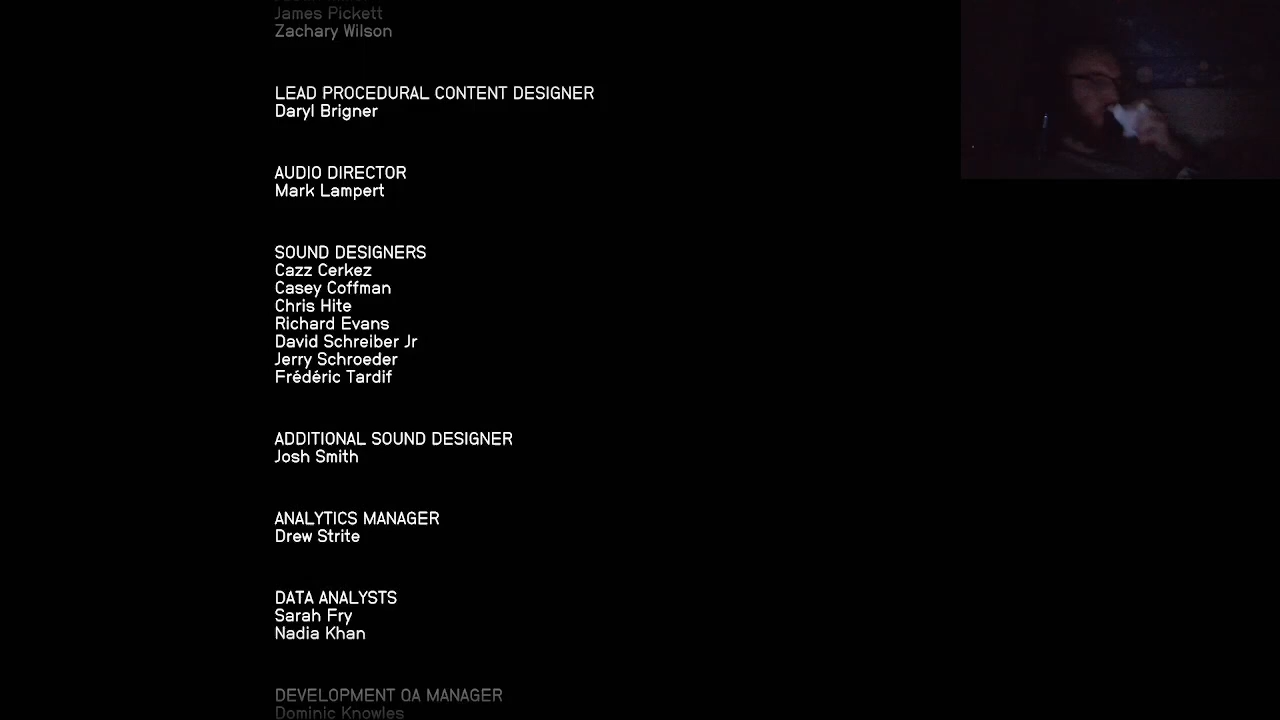 James Pickett
Zachary Wilson
LEAD PROCEDURAL CONTENT DESIGNER
Daryl Brigner
AUDIO DIRECTOR
Mark Lampert
SOUND DESIGNERS
Cazz Cerkez
Casey Coffman
Chris Hite
Richard Evans
David Schreiber Jr
Jerry Schroeder
Frédéric Tardif
ADDITIONAL SOUND DESIGNER
Josh Smith
ANALYTICS MANAGER
Drew Strite
DATA ANALYSTS
Sarah Fry
Nadia Khan
DEVELOPMENT QA MANAGER
Dominic Knowles